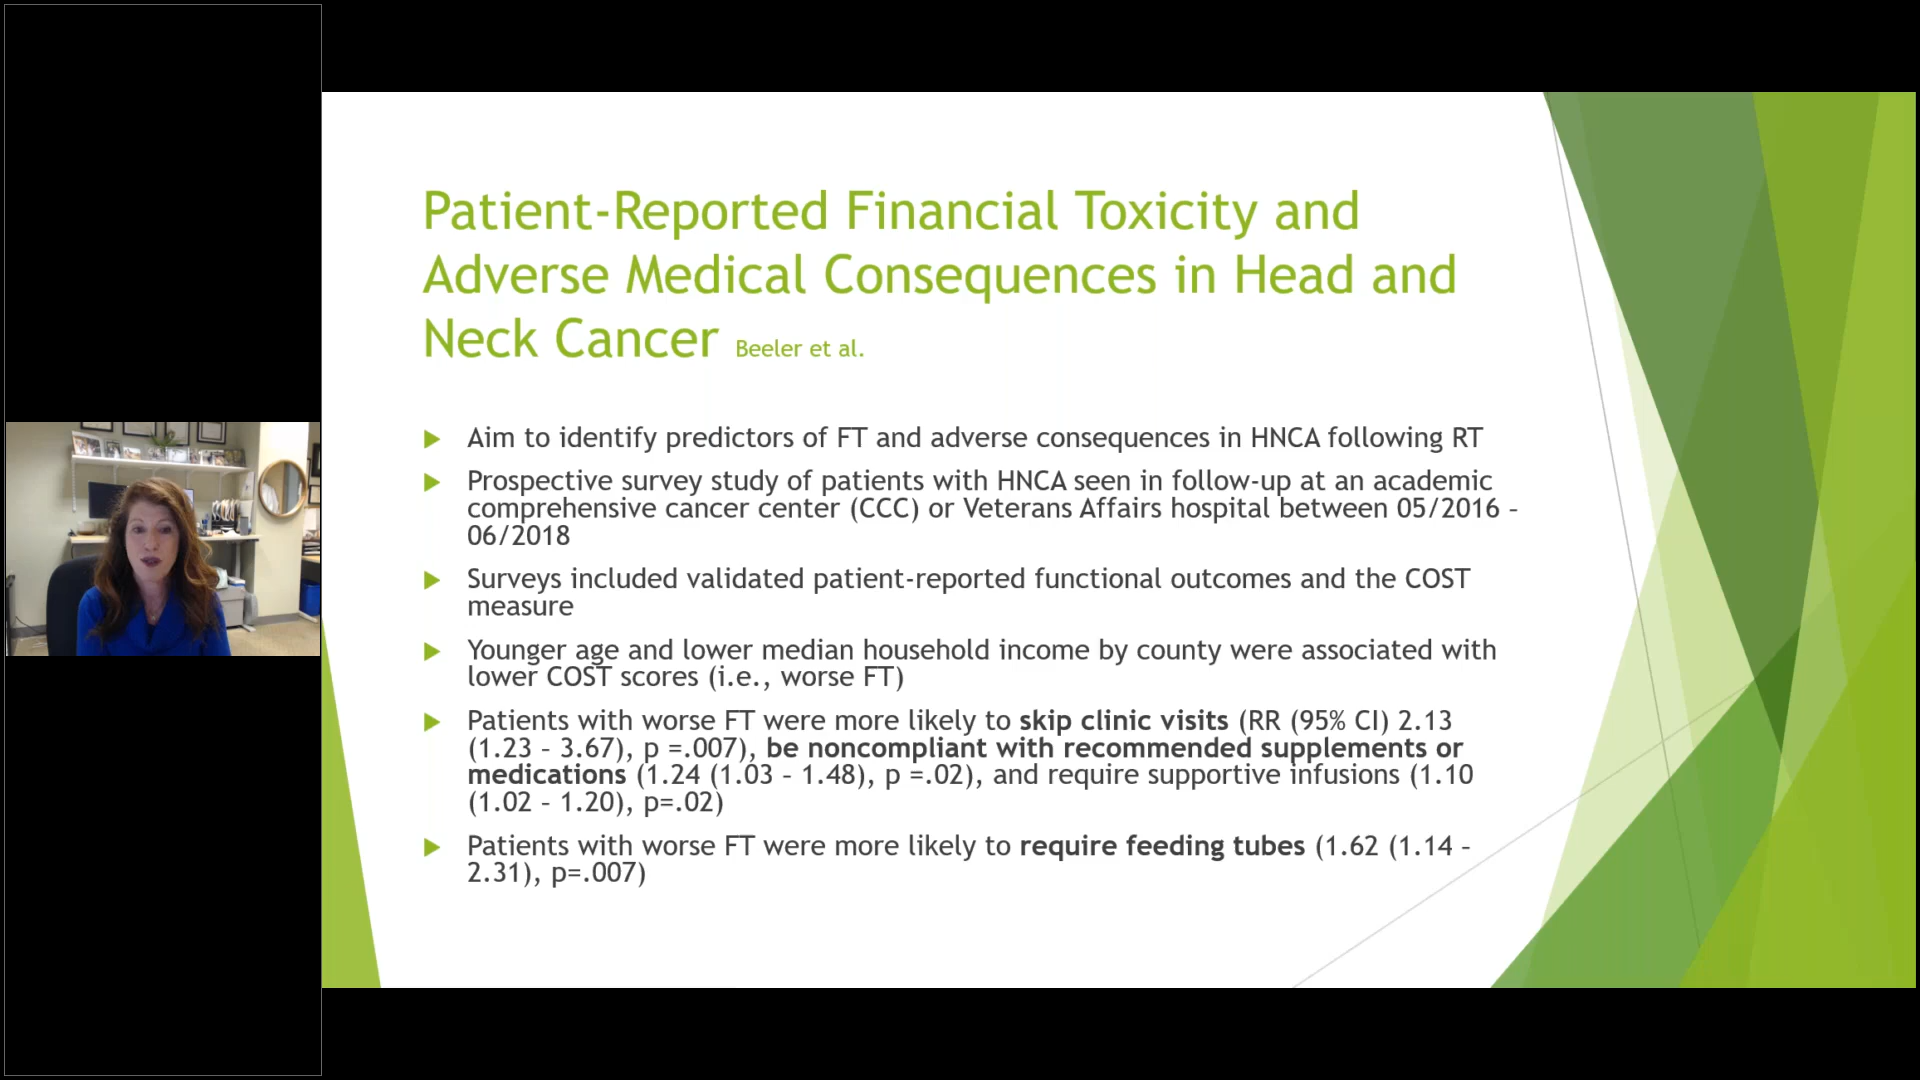 Patient-Reported Financial Toxicity and
Adverse Medical Consequences in Head and
Neck Cancer Beeler et al.
Aim to identify predictors of FT and adverse consequences in HNCA following RT
Prospective survey study of patients with HNCA seen in follow-up at an academic
comprehensive cancer center (CCC) or Veterans Affairs hospital between 05/2016 –
06/2018
Surveys included validated patient-reported functional outcomes and the COST
measure
Younger age and lower median household income by county were associated with
lower COST scores (i.e., worse FT)
Patients with worse FT were more likely to skip clinic visits (RR (95% CI) 2.13
(1.23 – 3.67), p =.007), be noncompliant with recommended supplements or
medications (1.24 (1.03 – 1.48), p =.02), and require supportive infusions (1.10
(1.02 – 1.20), p=.02)
Patients with worse FT were more likely to require feeding tubes (1.62 (1.14 –
2.31), p=.007)